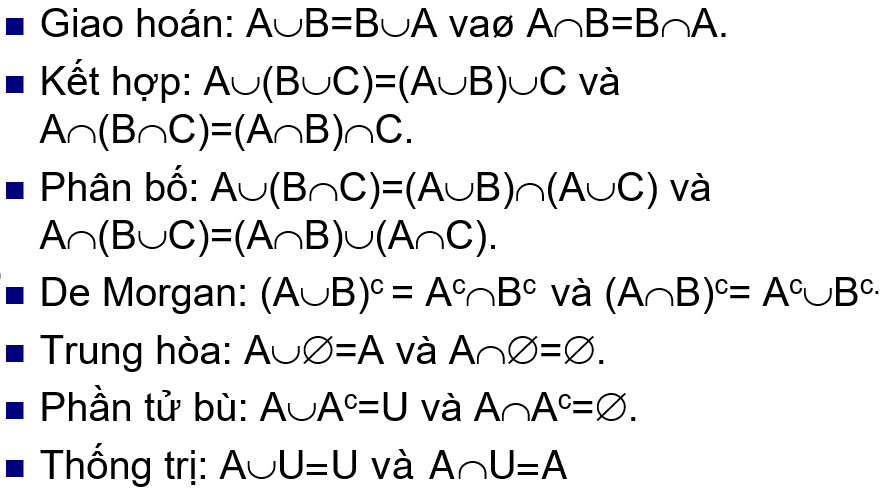 ■ Giao hoán: A∪B=B∪A vaø A∩B=B∩A.
■ Kết hợp: A∪(B∪C)=(A∪B)∪C và
A∩(B∩C)=(A∩B)∩C.
■ Phân bố: A∪(B∩C)=(A∪B)∩(A∪C) và
A∩(B∪C)=(A∩B)∪(A∩C).
■ De Morgan: (A∪B)ᶜ = Aᶜ∩Bᶜ và (A∩B)ᶜ= Aᶜ∪Bᶜ.
■ Trung hòa: A∪∅=A và A∩∅=∅.
■ Phần tử bù: A∪Aᶜ=U và A∩Aᶜ=∅.
■ Thống trị: A∪U=U và A∩U=A